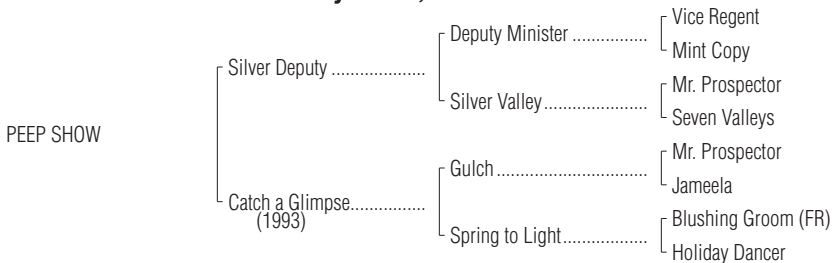 PEEP SHOW
Silver Deputy ....................
Catch a Glimpse................
(1993)
Deputy Minister ................
Silver Valley......................
Gulch ................................
Spring to Light..................
Vice Regent
Mint Copy
Mr. Prospector
Seven Valleys
Mr. Prospector
Jameela
Blushing Groom (FR)
Holiday Dancer